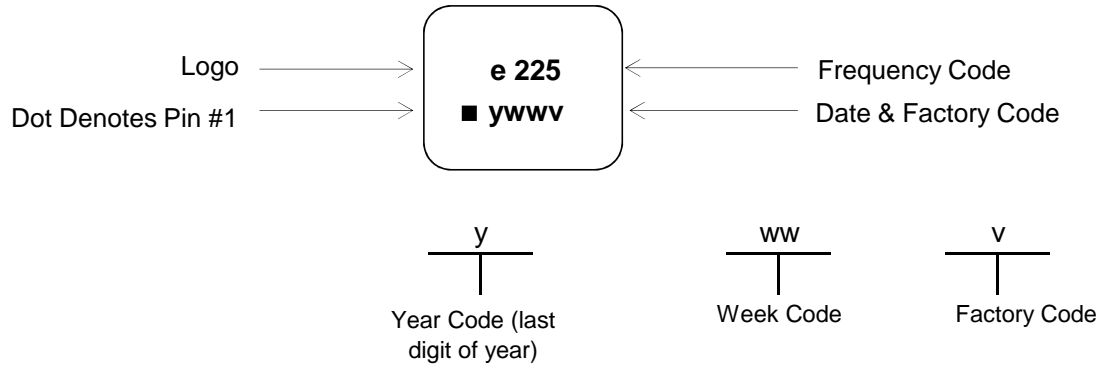 Logo
e 225
Frequency Code
Dot Denotes Pin #1
■ ywwv
Date & Factory Code
y
ww
v
Year Code (last
digit of year)
Week Code
Factory Code